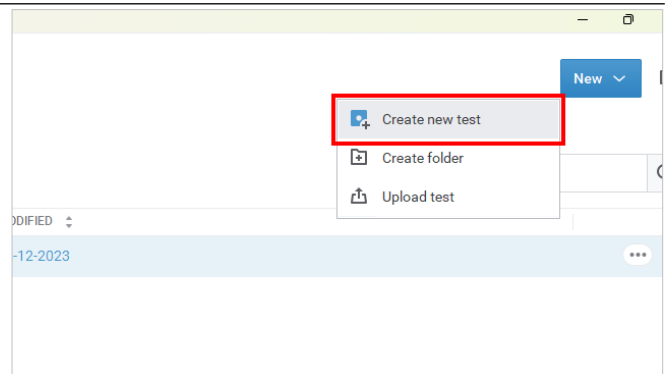 New
Create new test
Create folder
Upload test
ODIFIED
-12-2023